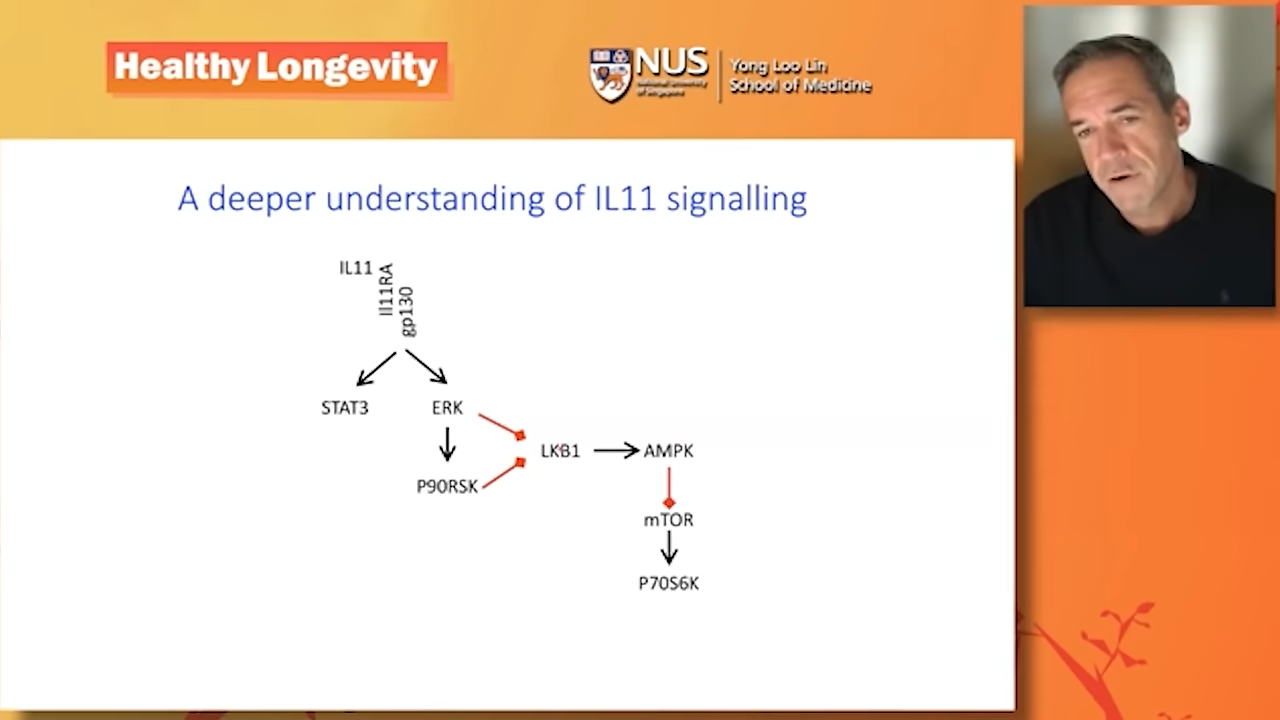 Healthy Longevity
NUS
National University
of Singapore
Yong Loo Lin
School of Medicine
A deeper understanding of IL11 signalling
IL11
Il11RA
gp130
STAT3
ERK
LKB1
AMPK
P90RSK
mTOR
P70S6K